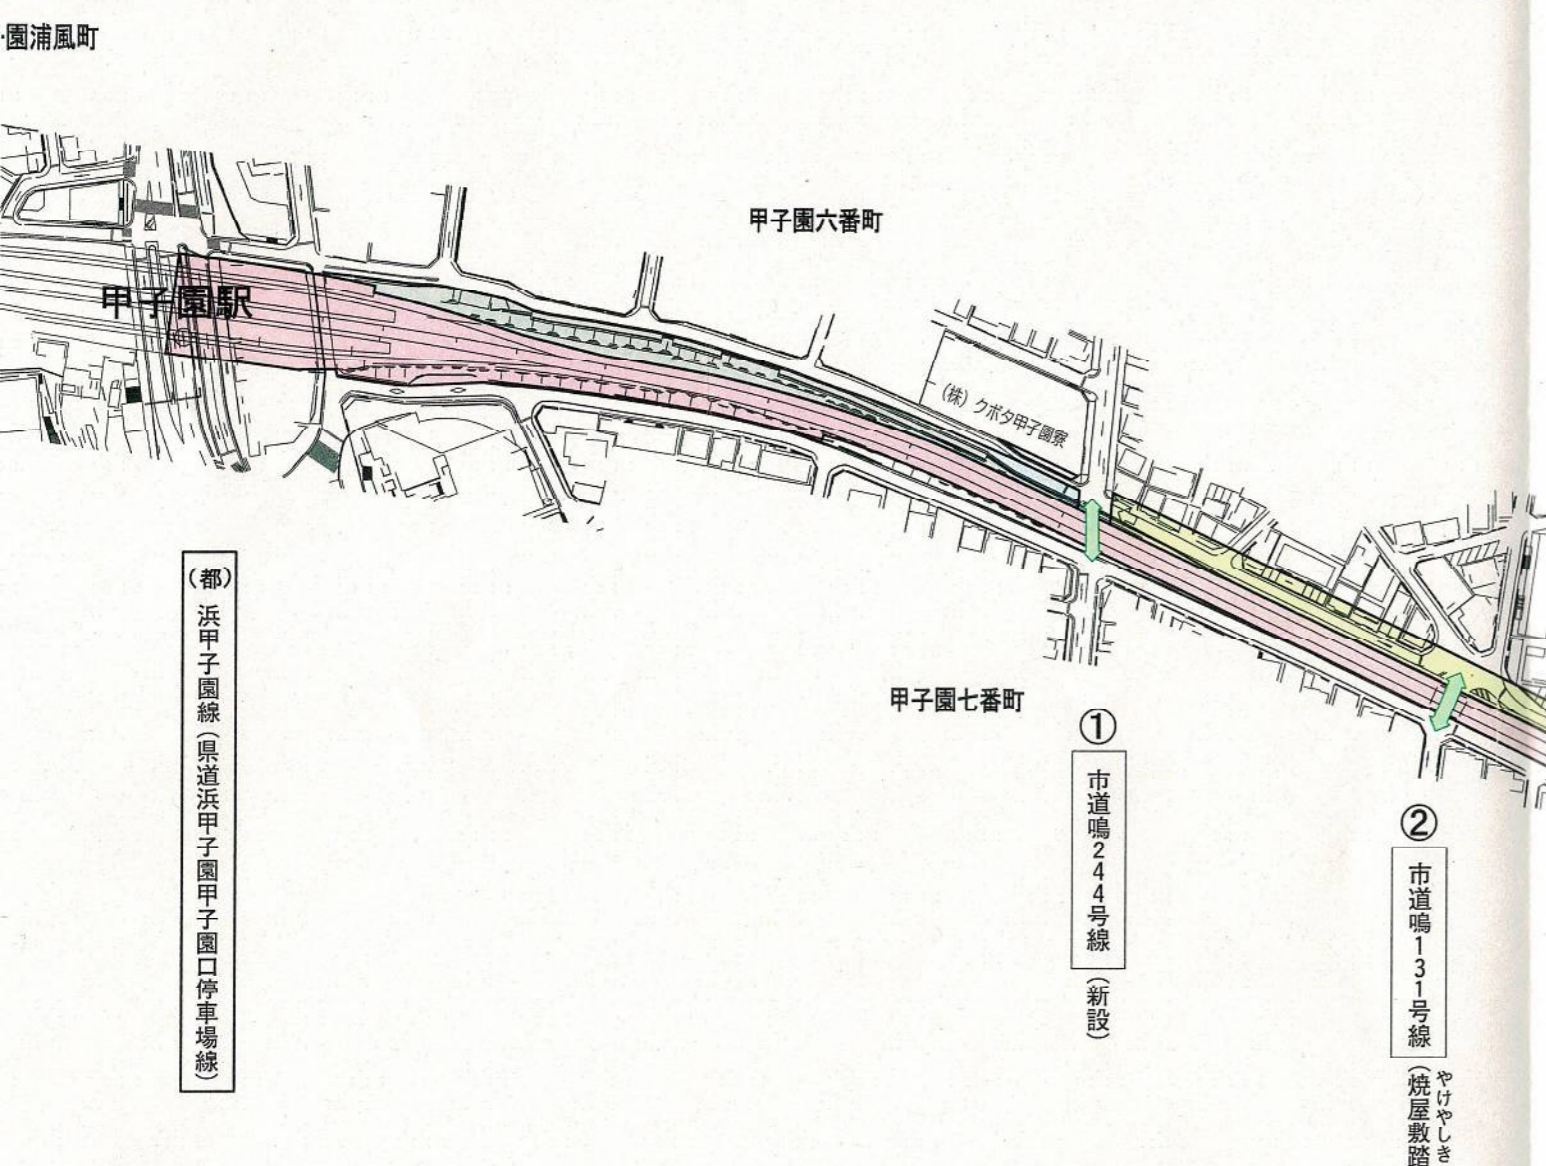 園浦風町
甲子園六番町
甲子園駅
(株)クボタ甲子園寮
(都)浜甲子園線(県道浜甲子園甲子園口停車場線)
甲子園七番町
①
市道鳴244号線
(新設)
②
市道鳴131号線
(焼屋敷踏
やけやしき